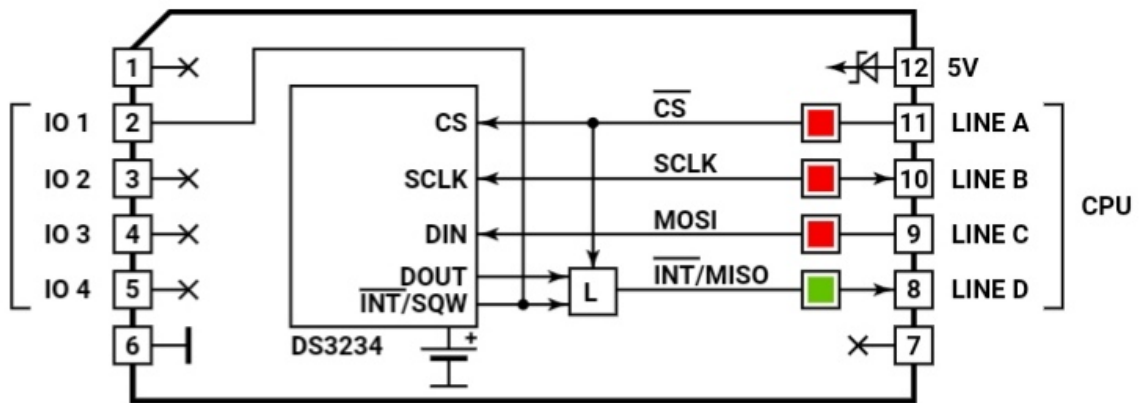 1
12 5V
IO 1 2
CS
CS
11 LINE A
IO 2 3
SCLK
SCLK
10 LINE B
CPU
IO 3 4
DIN
MOSI
9 LINE C
IO 4 5
DOUT
INT/SQW
L
INT/MISO
8 LINE D
6
DS3234
+
7